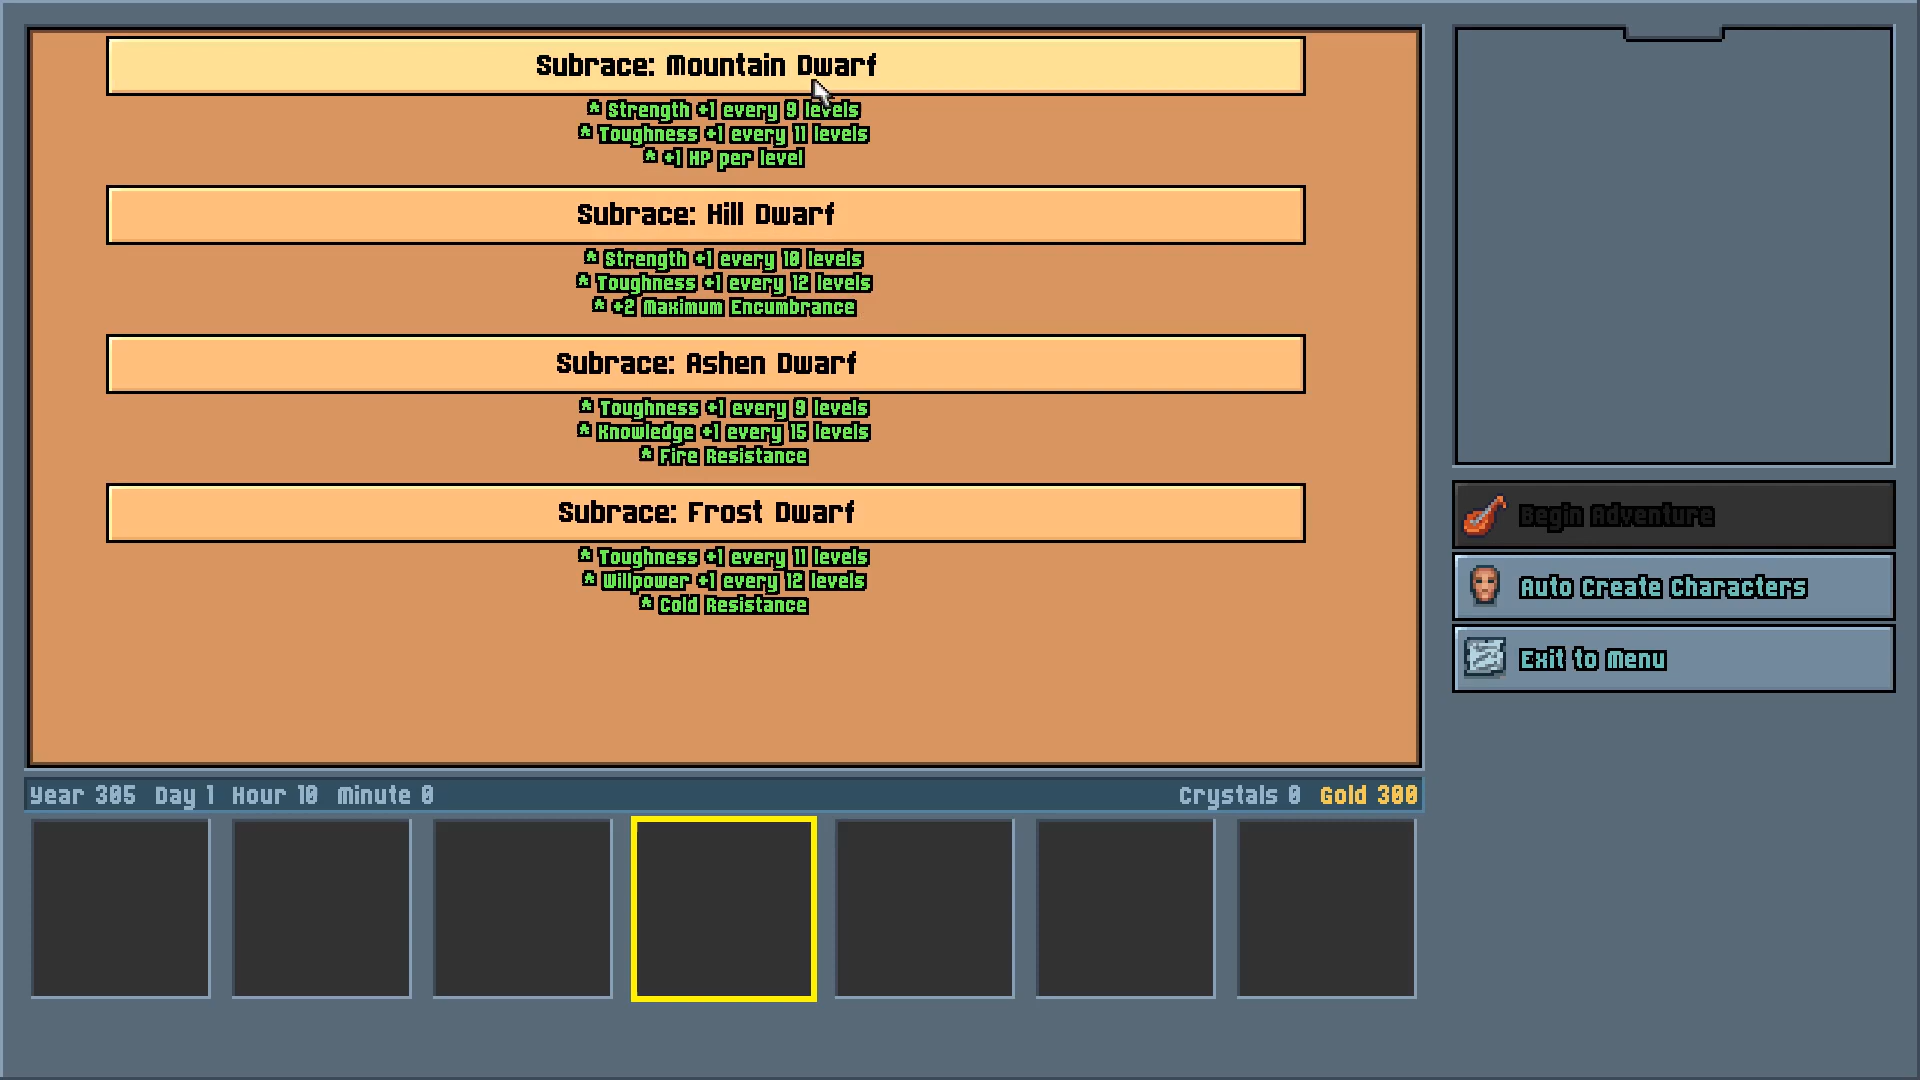 Subrace: Mountain Dwarf
* Strength +1 every 9 levels
* Toughness +1 every 11 levels
* +1 HP per level
Subrace: Hill Dwarf
* Strength +1 every 10 levels
* Toughness +1 every 12 levels
* +2 Maximum Encumbrance
Subrace: Ashen Dwarf
* Toughness +1 every 9 levels
* Knowledge +1 every 15 levels
* Fire Resistance
Subrace: Frost Dwarf
* Toughness +1 every 11 levels
* Willpower +1 every 12 levels
* Cold Resistance
Begin Adventure
Auto Create Characters
Exit to Menu
Year 305 Day 1 Hour 10 Minute 0
Crystals 0 Gold 300